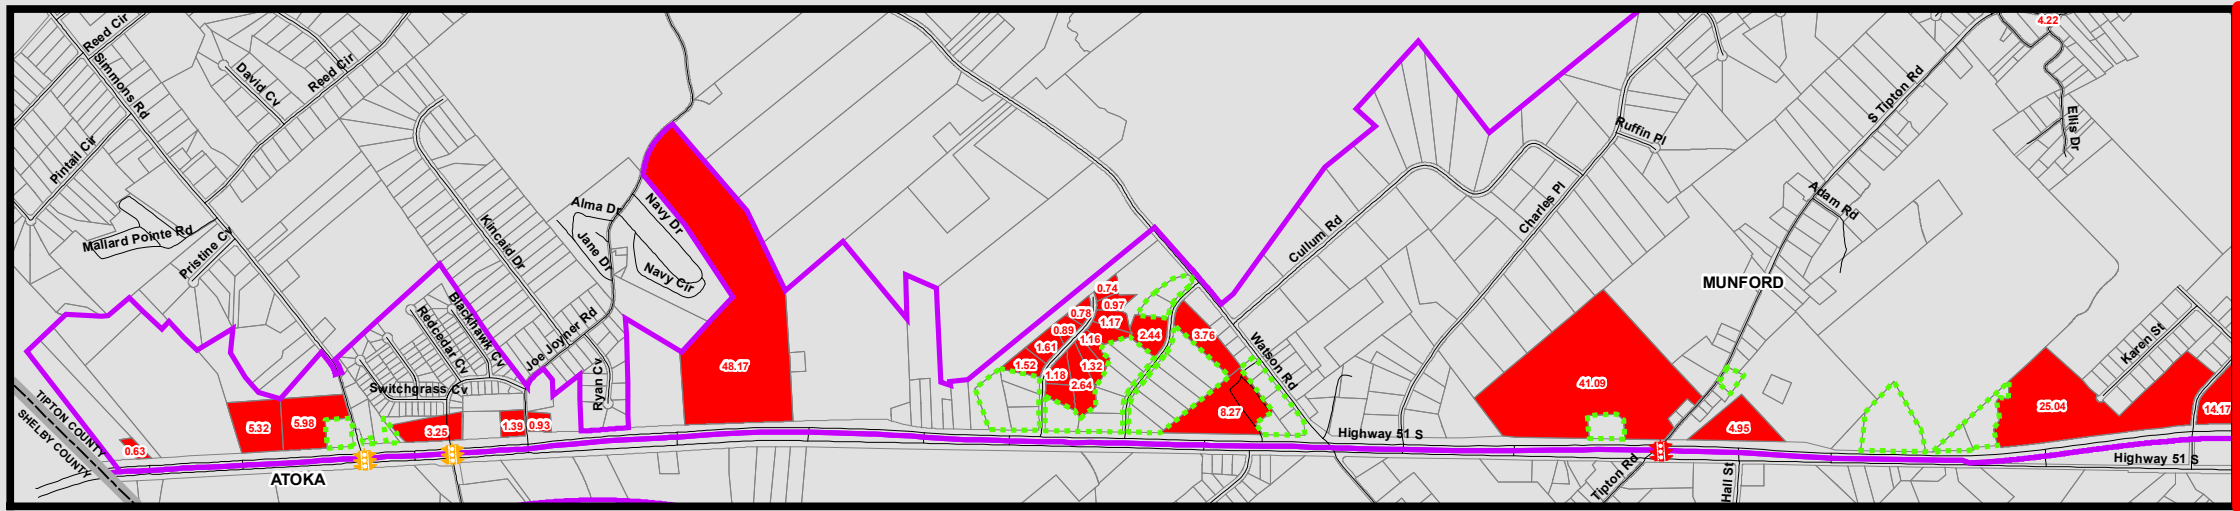 Reed Cir
Simmons Rd
David Cv
Reed Cir
Pintail Cir
Mallard Pointe Rd
Pristine Cv
Kincaid Dr
Alma Dr
Navy Dr
Jane Dr
Navy Cir
Blackhawk Cv
Redcedar Cv
Joe Joyner Rd
Switchgrass Cv
Ryan Cv
TIPTON COUNTY
SHELBY COUNTY
0.63
5.32
5.98
3.25
1.39
0.93
ATOKA
48.17
0.74
0.97
0.78
1.17
0.89
1.16
1.61
1.52
1.18
1.32
2.64
2.44
3.76
8.27
Watson Rd
Cullum Rd
Charles Pl
Ruffin Pl
S Tipton Rd
Adam Rd
Ellis Dr
4.22
MUNFORD
41.09
4.95
Highway 51 S
Tipton Rd
Hall St
Karen St
25.04
14.17
Highway 51 S